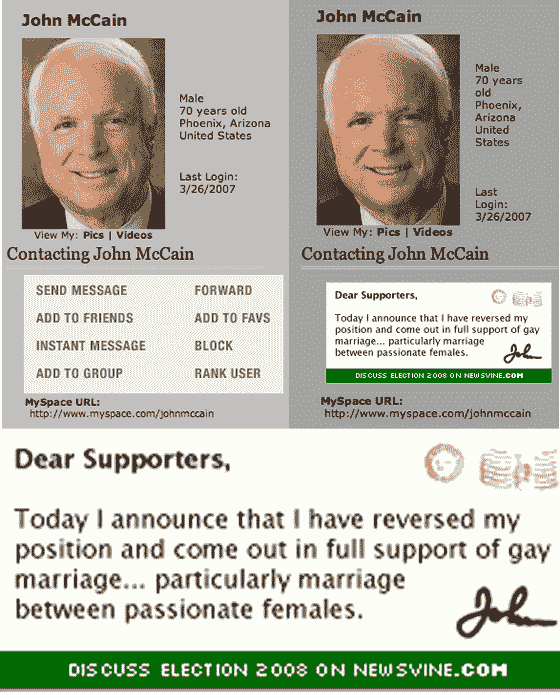 John McCain
Male
70 years old
Phoenix, Arizona
United States
Last Login:
3/26/2007
View My: Pics | Videos
Contacting John McCain
SEND MESSAGE FORWARD
ADD TO FRIENDS ADD TO FAVS
INSTANT MESSAGE BLOCK
ADD TO GROUP RANK USER
MySpace URL:
http://www.myspace.com/johnmccain
John McCain
Male
70 years
old
Phoenix,
Arizona
United
States
Last
Login:
3/26/2007
View My: Pics | Videos
Contacting John McCain
Dear Supporters,
Today I announce that I have reversed my
position and come out in full support of gay
marriage... particularly marriage
between passionate females.
John
DISCUSS ELECTION 2008 ON NEWSVINE.COM
MySpace URL:
http://www.myspace.com/johnmccain
Dear Supporters,
Today I announce that I have reversed my
position and come out in full support of gay
marriage... particularly marriage
between passionate females.
John
DISCUSS ELECTION 2008 ON NEWSVINE.COM